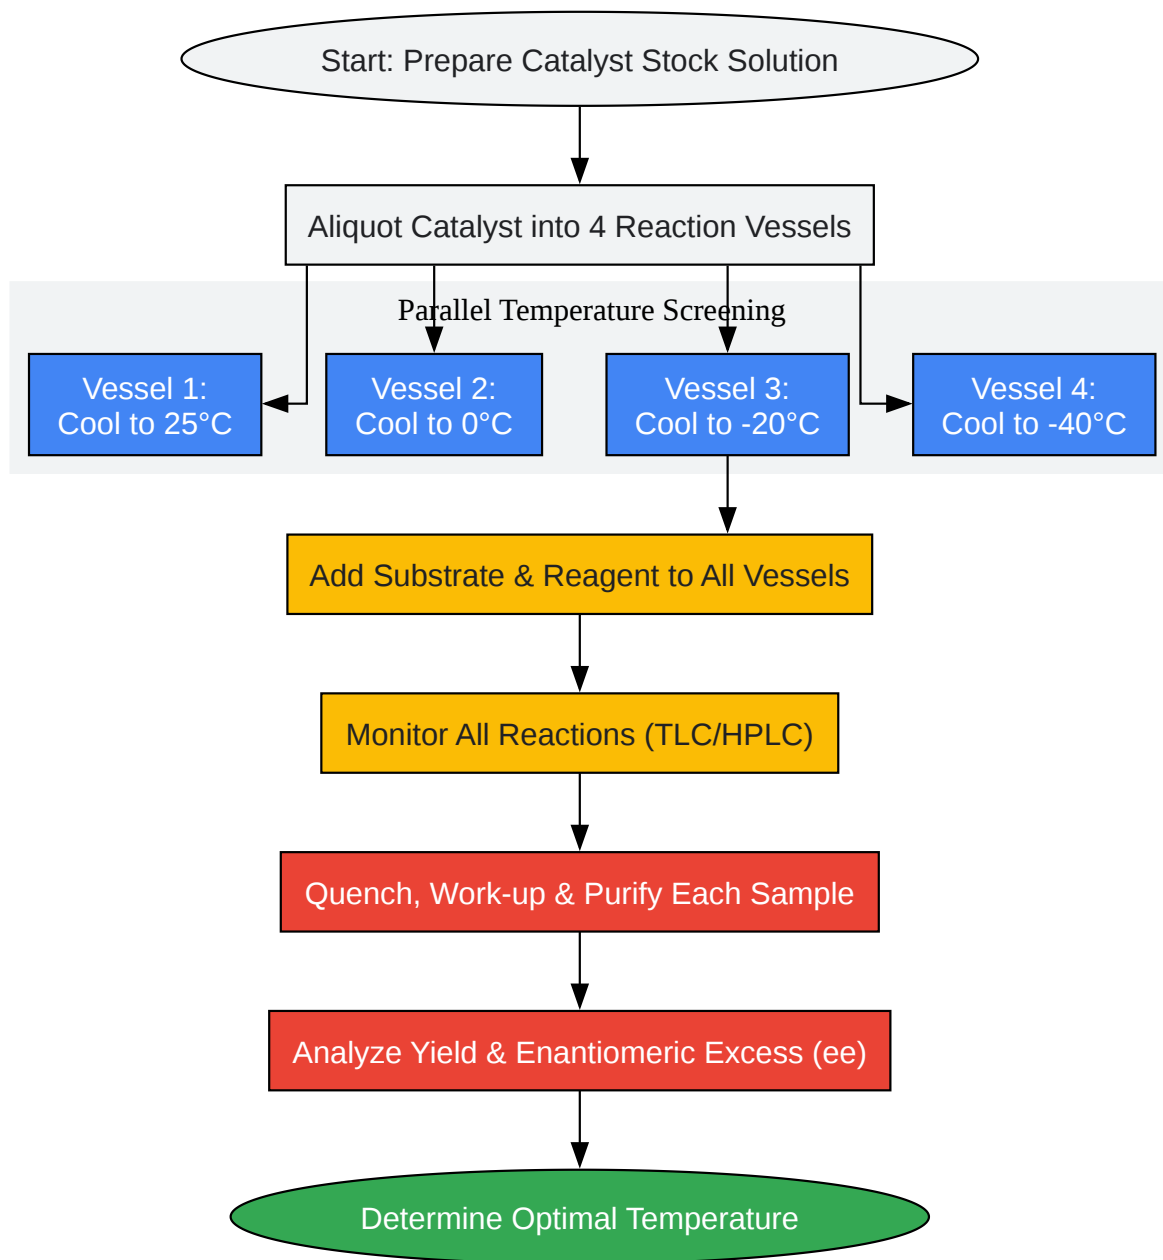 Start: Prepare Catalyst Stock Solution
Aliquot Catalyst into 4 Reaction Vessels
Parallel Temperature Screening
Vessel 1:
Cool to 25°C
Vessel 2:
Cool to 0°C
Vessel 3:
Cool to -20°C
Vessel 4:
Cool to -40°C
Add Substrate & Reagent to All Vessels
Monitor All Reactions (TLC/HPLC)
Quench, Work-up & Purify Each Sample
Analyze Yield & Enantiomeric Excess (ee)
Determine Optimal Temperature